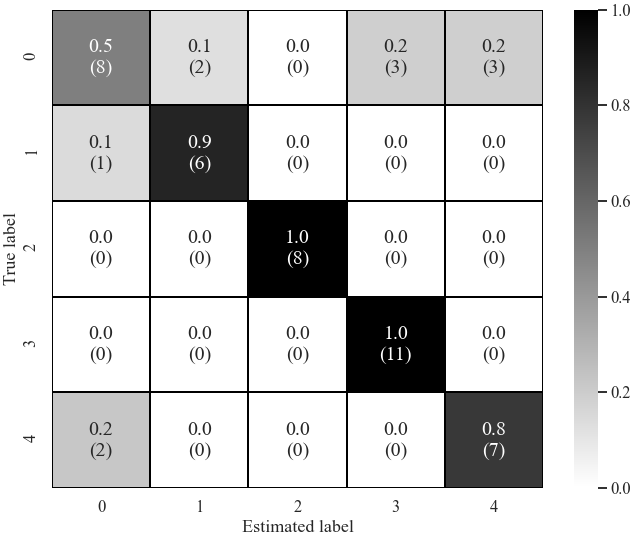 0 0.5 0.1 0.0 0.2 0.2
(8) (2) (0) (3) (3)
1 0.1 0.9 0.0 0.0 0.0
(1) (6) (0) (0) (0)
2 0.0 0.0 1.0 0.0 0.0
(0) (0) (8) (0) (0)
3 0.0 0.0 0.0 1.0 0.0
(0) (0) (0) (11) (0)
4 0.2 0.0 0.0 0.0 0.8
(2) (0) (0) (0) (7)
0 1 2 3 4
Estimated label
True label
1.0
0.8
0.6
0.4
0.2
0.0